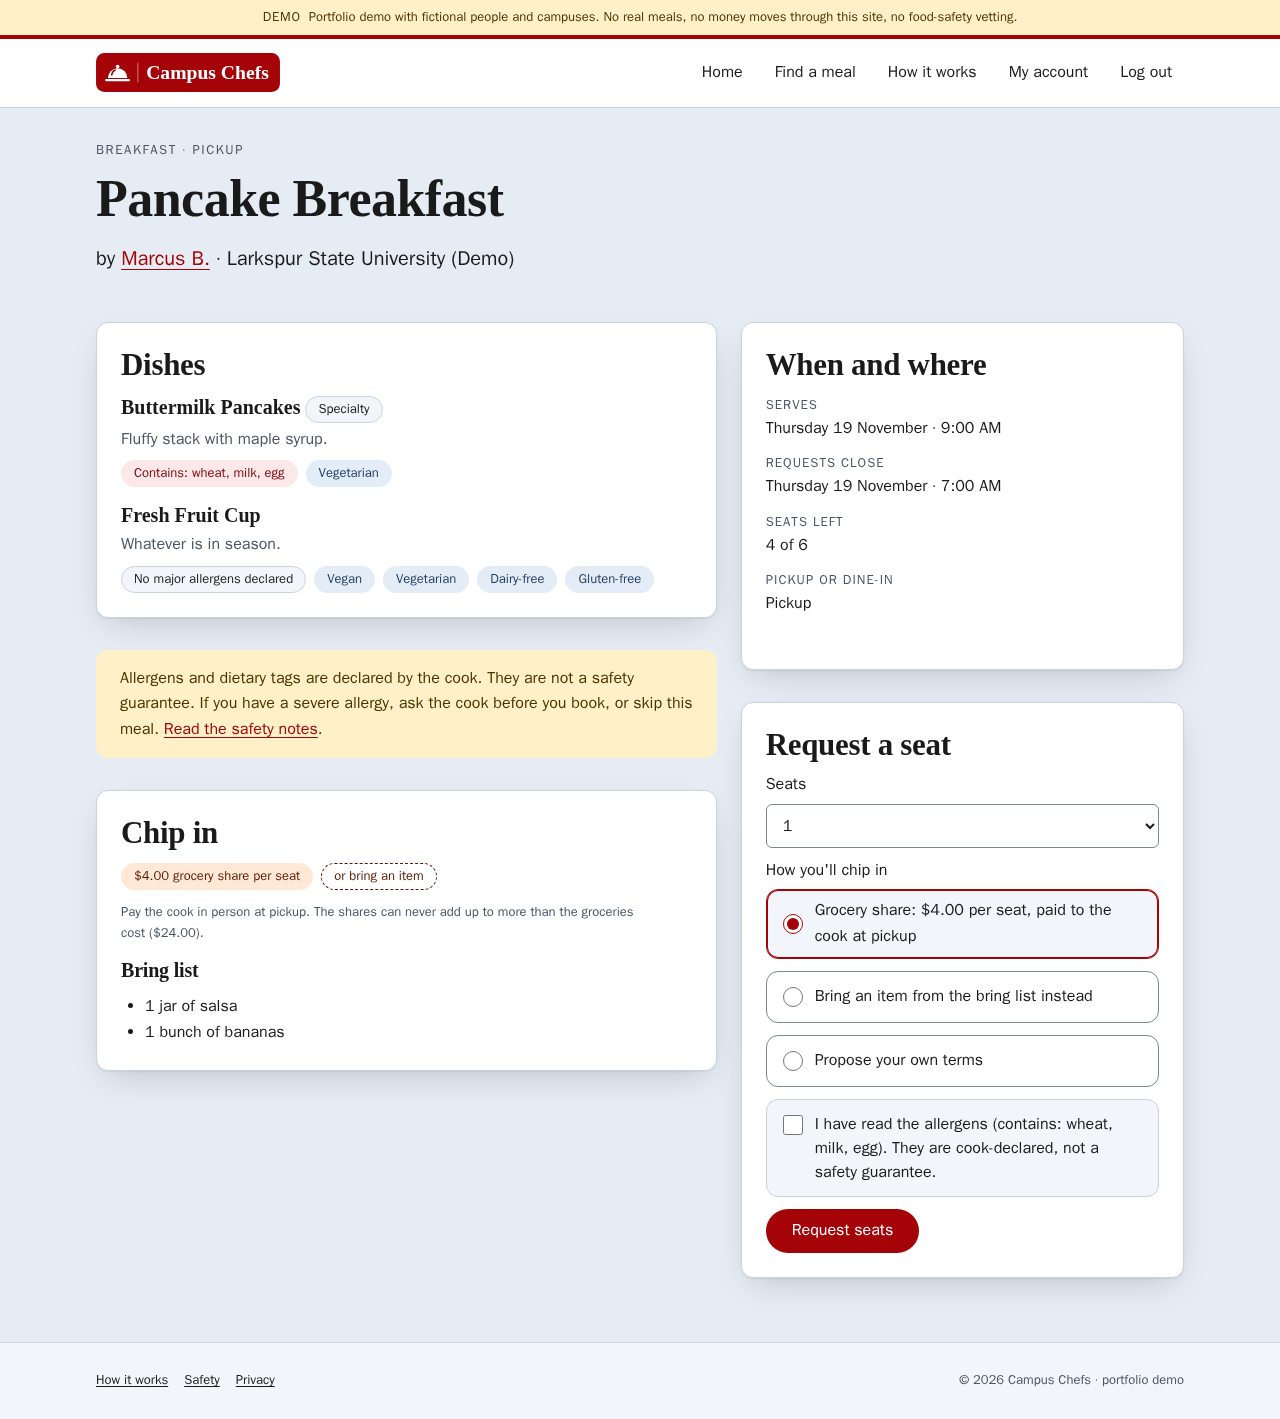 DEMO Portfolio demo with fictional people and campuses. No real meals, no money moves through this site, no food-safety vetting.
Campus Chefs
Home Find a meal How it works My account Log out
BREAKFAST · PICKUP
Pancake Breakfast
by Marcus B. · Larkspur State University (Demo)
Dishes
Buttermilk Pancakes Specialty
Fluffy stack with maple syrup.
Contains: wheat, milk, egg Vegetarian
Fresh Fruit Cup
Whatever is in season.
No major allergens declared Vegan Vegetarian Dairy-free Gluten-free
Allergens and dietary tags are declared by the cook. They are not a safety
guarantee. If you have a severe allergy, ask the cook before you book, or skip this
meal. Read the safety notes.
Chip in
$4.00 grocery share per seat or bring an item
Pay the cook in person at pickup. The shares can never add up to more than the groceries
cost ($24.00).
Bring list
• 1 jar of salsa
• 1 bunch of bananas
When and where
SERVES
Thursday 19 November · 9:00 AM
REQUESTS CLOSE
Thursday 19 November · 7:00 AM
SEATS LEFT
4 of 6
PICKUP OR DINE-IN
Pickup
Request a seat
Seats
1
How you'll chip in
Grocery share: $4.00 per seat, paid to the
cook at pickup
Bring an item from the bring list instead
Propose your own terms
I have read the allergens (contains: wheat,
milk, egg). They are cook-declared, not a
safety guarantee.
Request seats
How it works Safety Privacy
© 2026 Campus Chefs · portfolio demo